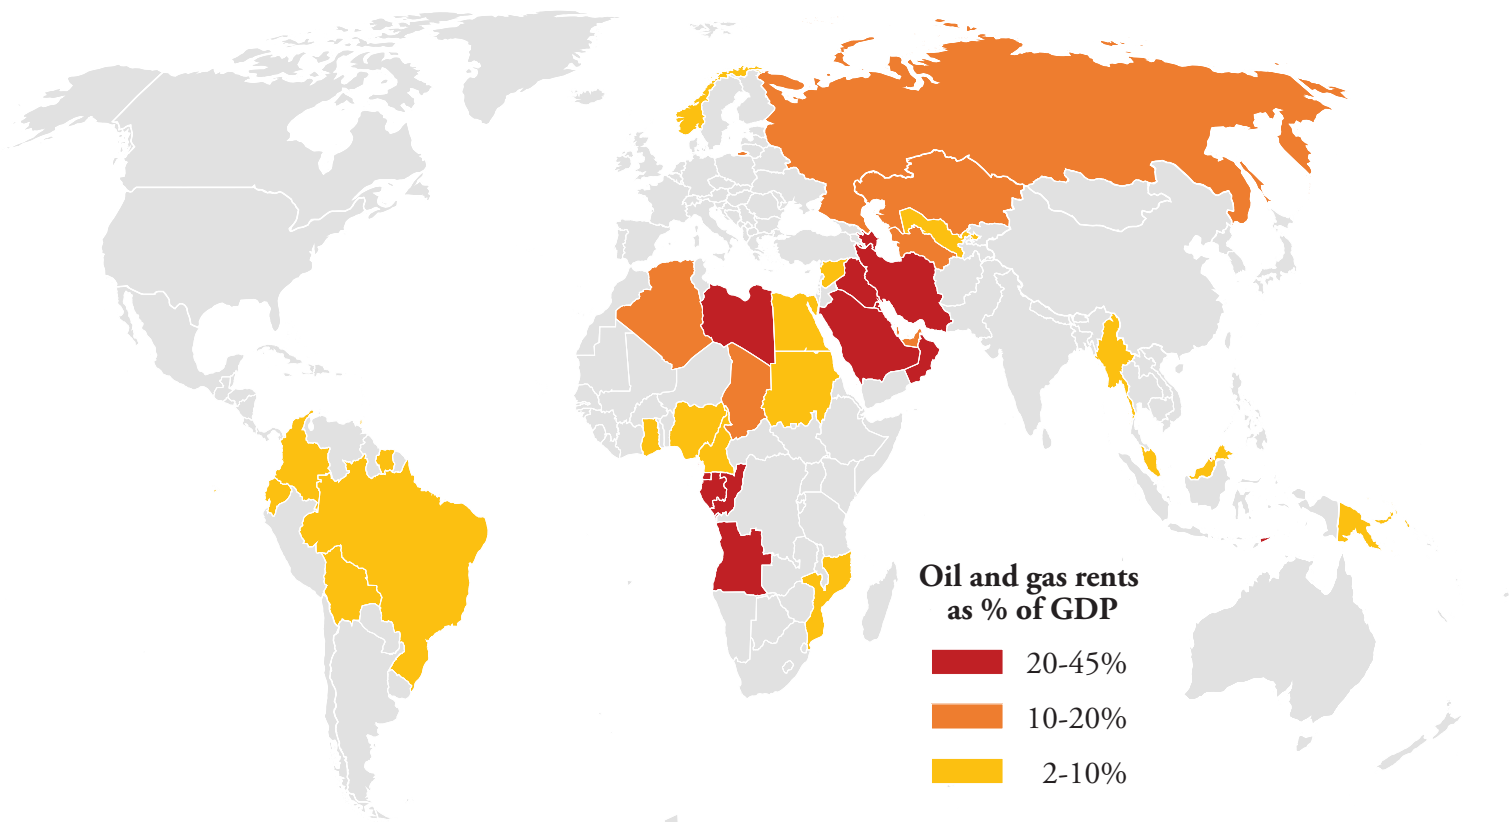 Oil and gas rents
as % of GDP
20-45%
10-20%
2-10%